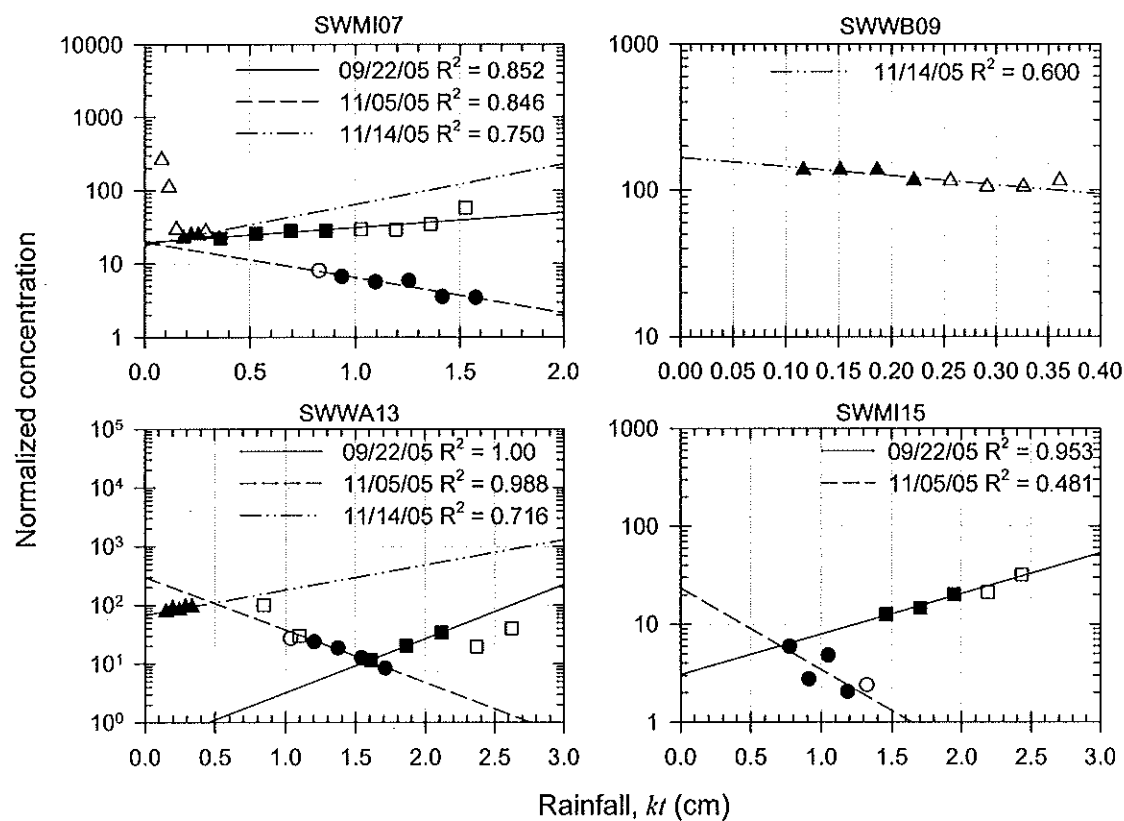 SWMI07
10000
1000
100
10
1
09/22/05 R² = 0.852
11/05/05 R² = 0.846
11/14/05 R² = 0.750
0.0 0.5 1.0 1.5 2.0
SWWB09
1000
100
10
11/14/05 R² = 0.600
0.00 0.05 0.10 0.15 0.20 0.25 0.30 0.35 0.40
Normalized concentration
SWWA13
10⁵
10⁴
10³
10²
10¹
10⁰
09/22/05 R² = 1.00
11/05/05 R² = 0.988
11/14/05 R² = 0.716
0.0 0.5 1.0 1.5 2.0 2.5 3.0
SWMI15
1000
100
10
1
09/22/05 R² = 0.953
11/05/05 R² = 0.481
0.0 0.5 1.0 1.5 2.0 2.5 3.0
Rainfall, kt (cm)